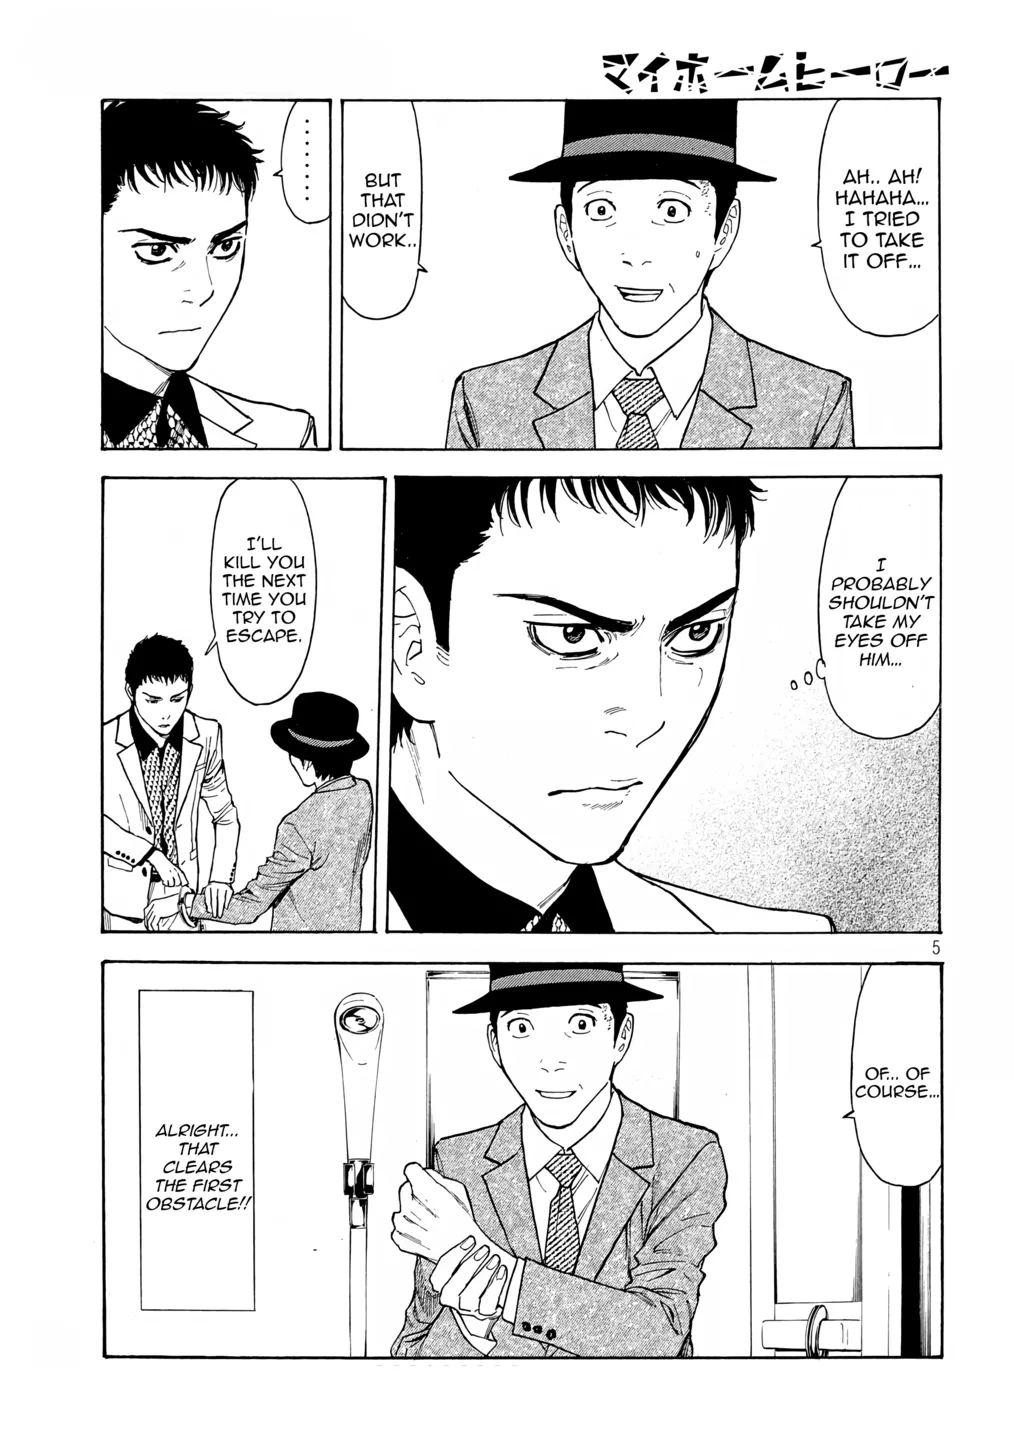 マイホームヒーロー
AH.. AH!
HAHAHA...
I TRIED
TO TAKE
IT OFF...
BUT
THAT
DIDN'T
WORK..
.........
I
PROBABLY
SHOULDN'T
TAKE MY
EYES OFF
HIM...
I'LL
KILL YOU
THE NEXT
TIME YOU
TRY TO
ESCAPE.
5
OF... OF
COURSE...
ALRIGHT...
THAT
CLEARS
THE FIRST
OBSTACLE!!